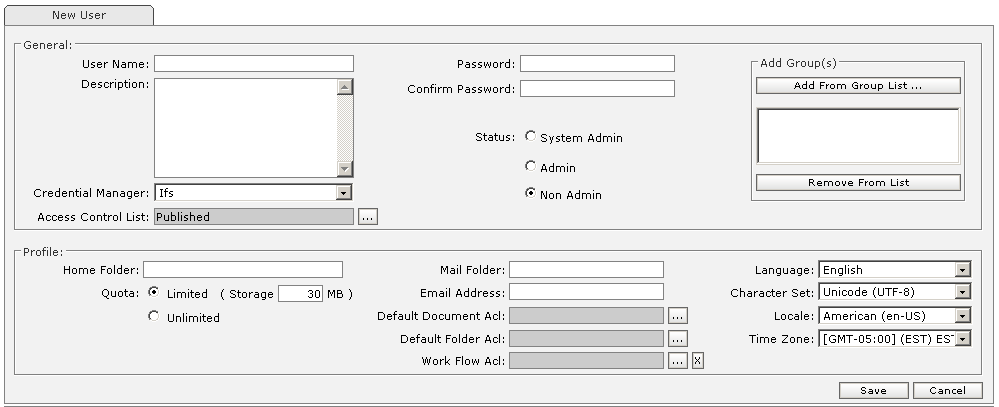 New User
General:
User Name:
Description:
Credential Manager: Ifs
Access Control List: Published ...
Password:
Confirm Password:
Status: System Admin
Admin
Non Admin
Add Group(s)
Add From Group List ...
Remove From List
Profile:
Home Folder:
Quota: Limited ( Storage 30 MB )
Unlimited
Mail Folder:
Email Address:
Default Document Acl: ...
Default Folder Acl: ...
Work Flow Acl: ... X
Language: English
Character Set: Unicode (UTF-8)
Locale: American (en-US)
Time Zone: [GMT-05:00] (EST) EST
Save Cancel